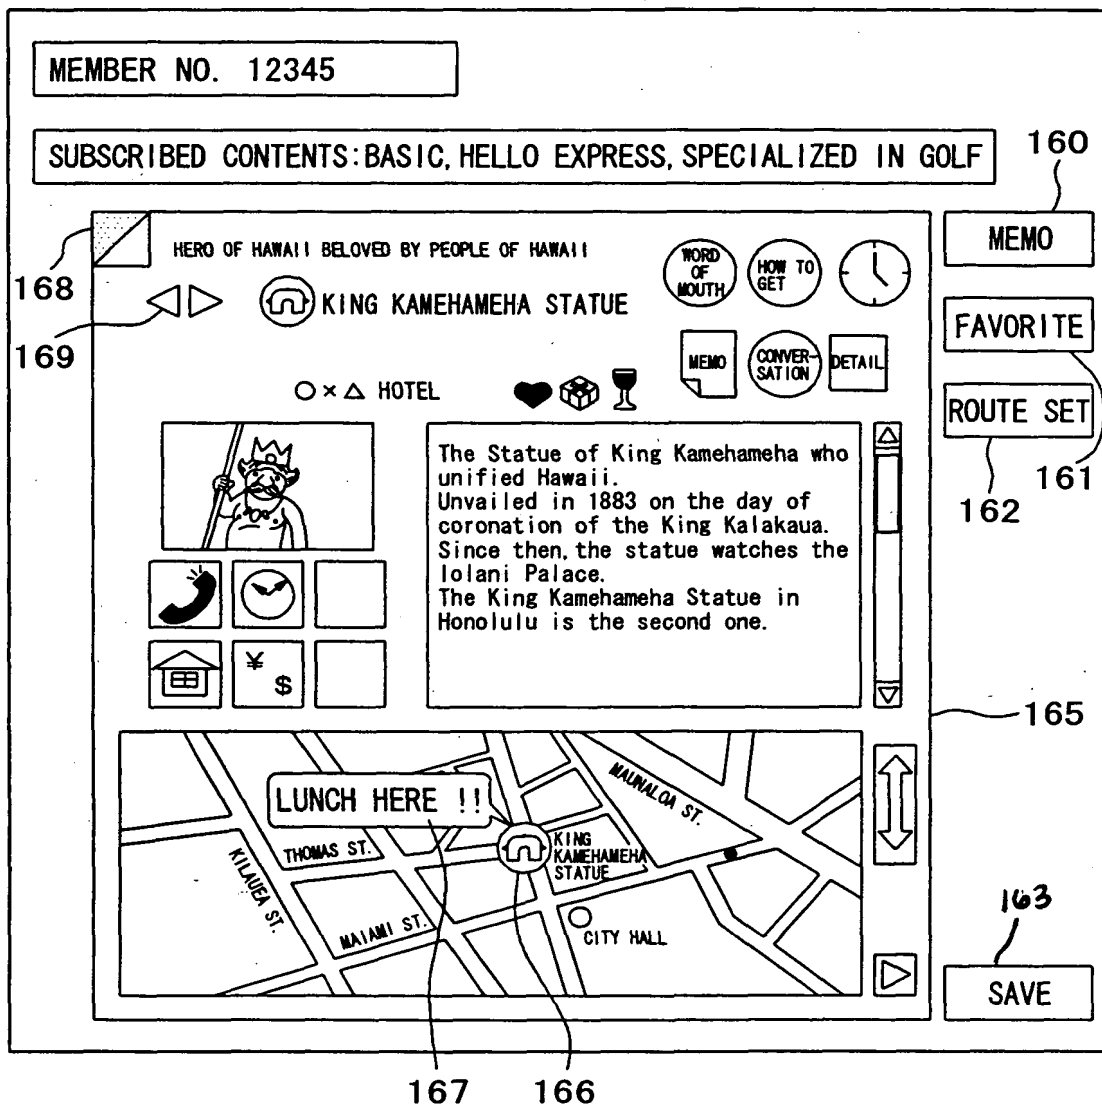 MEMBER NO. 12345
SUBSCRIBED CONTENTS:BASIC, HELLO EXPRESS, SPECIALIZED IN GOLF
160
MEMO
168
HERO OF HAWAII BELOVED BY PEOPLE OF HAWAII
WORD
OF
MOUTH
HOW TO
GET
169
KING KAMEHAMEHA STATUE
FAVORITE
MEMO
CONVER-
SATION
DETAIL
○×△ HOTEL
ROUTE SET
161
162
The Statue of King Kamehameha who
unified Hawaii.
Unvailed in 1883 on the day of
coronation of the King Kalakaua.
Since then, the statue watches the
Iolani Palace.
The King Kamehameha Statue in
Honolulu is the second one.
¥
$
165
LUNCH HERE !!
MAUNALOA ST.
THOMAS ST.
KING
KAMEHAMEHA
STATUE
KILAUEA ST.
MAIAMI ST.
CITY HALL
163
SAVE
167
166